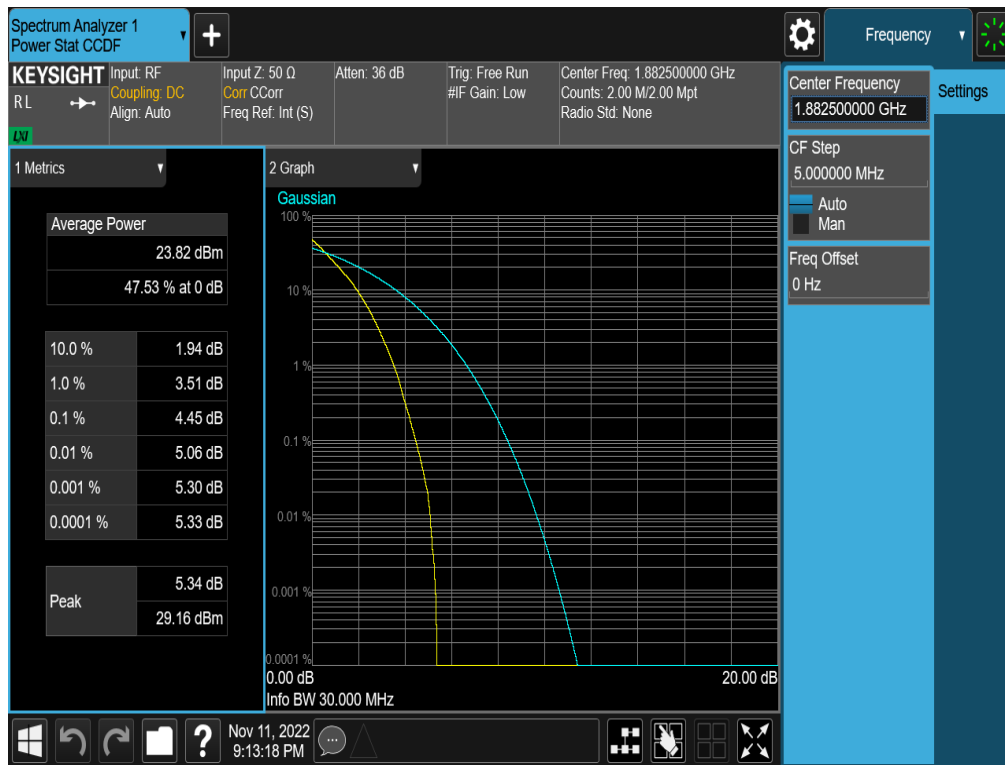 Spectrum Analyzer 1
Power Stat CCDF
+
Frequency
KEYSIGHT
RL
LXI
Input: RF
Coupling: DC
Align: Auto
Input Z: 50 Ω
Corr CCorr
Freq Ref: Int (S)
Atten: 36 dB
Trig: Free Run
#IF Gain: Low
Center Freq: 1.882500000 GHz
Counts: 2.00 M/2.00 Mpt
Radio Std: None
Center Frequency
1.882500000 GHz
Settings
CF Step
5.000000 MHz
Auto
Man
Freq Offset
0 Hz
1 Metrics
Average Power
23.82 dBm
47.53 % at 0 dB
10.0 % 1.94 dB
1.0 % 3.51 dB
0.1 % 4.45 dB
0.01 % 5.06 dB
0.001 % 5.30 dB
0.0001 % 5.33 dB
Peak
5.34 dB
29.16 dBm
2 Graph
Gaussian
100 %
10 %
1 %
0.1 %
0.01 %
0.001 %
0.0001 %
0.00 dB 20.00 dB
Info BW 30.000 MHz
?
Nov 11, 2022
9:13:18 PM